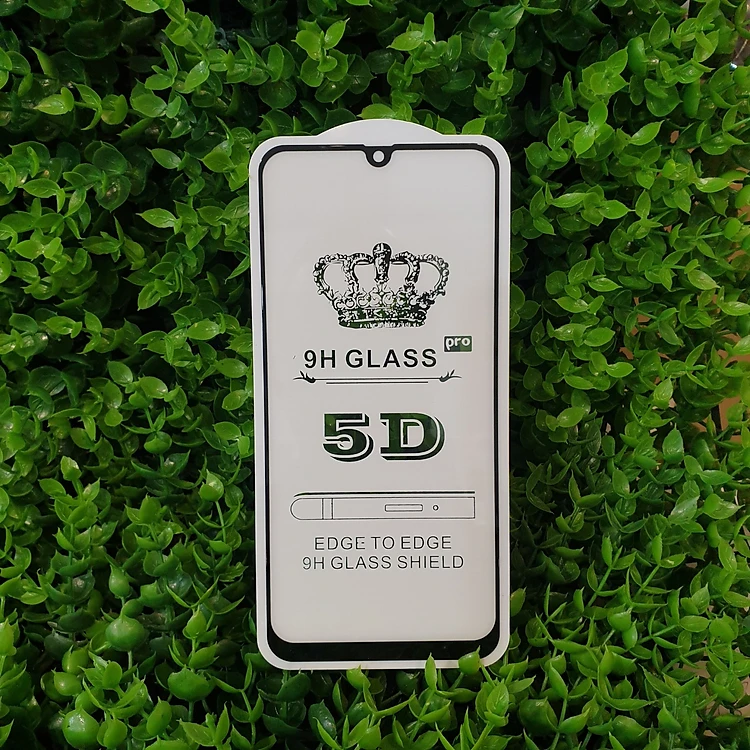 9H GLASS pro
5D
EDGE TO EDGE
9H GLASS SHIELD